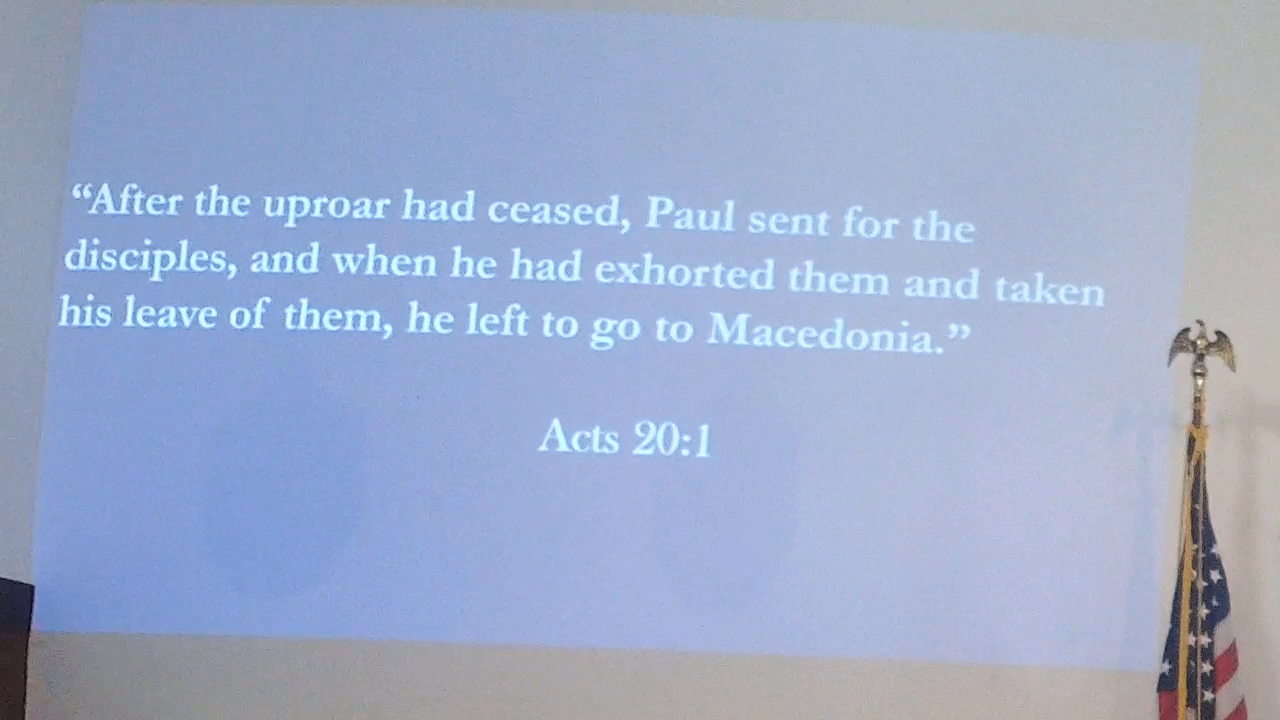 “After the uproar had ceased, Paul sent for the
disciples, and when he had exhorted them and taken
his leave of them, he left to go to Macedonia.”
Acts 20:1